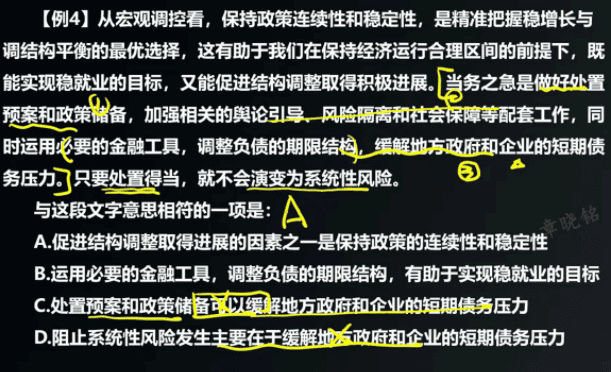 【例4】从宏观调控看，保持政策连续性和稳定性，是精准把握稳增长与
调结构平衡的最优选择，这有助于我们在保持经济运行合理区间的前提下，既
能实现稳就业的目标，又能促进结构调整取得积极进展。[当务之急是做好处置
① ②
预案和政策储备，加强相关的舆论引导、风险隔离和社会保障等配套工作，同
时运用(必要的金融工具，调整负债的期限结构)，缓解地方政府和企业的短期债
③
务压力。]只要处置得当，就不会演变为系统性风险。
与这段文字意思相符的一项是： A
A.促进结构调整取得进展的因素之一是保持政策的连续性和稳定性
B.运用必要的金融工具，调整负债的期限结构，有助于实现稳就业的目标
C.处置预案和政策储备可以缓解地方政府和企业的短期债务压力
D.阻止系统性风险发生主要在于缓解地方政府和企业的短期债务压力
章晓铭